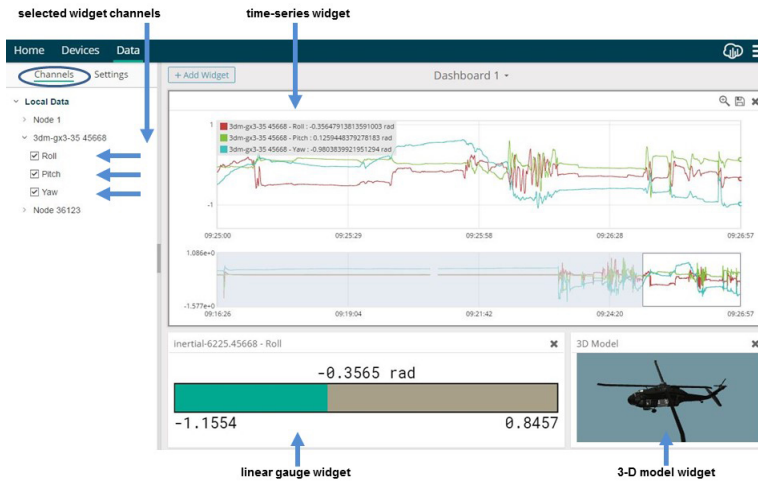 selected widget channels
time-series widget
Home Devices Data
Channels Settings
+ Add Widget
Dashboard 1
Local Data
Node 1
3dm-gx3-35 45668
Roll
Pitch
Yaw
Node 36123
1
3dm-gx3-35 45668 - Roll : -0.35647913813591003 rad
3dm-gx3-35 45668 - Pitch : 0.1259448379278183 rad
3dm-gx3-35 45668 - Yaw : -0.9803839921951294 rad
-1
09:25:00 09:25:29 09:25:58 09:26:28 09:26:57
1.086e+0
-1.577e+0
09:16:26 09:19:04 09:21:42 09:24:20 09:26:57
inertial-6225.45668 - Roll
3D Model
-0.3565 rad
-1.1554 0.8457
linear gauge widget
3-D model widget